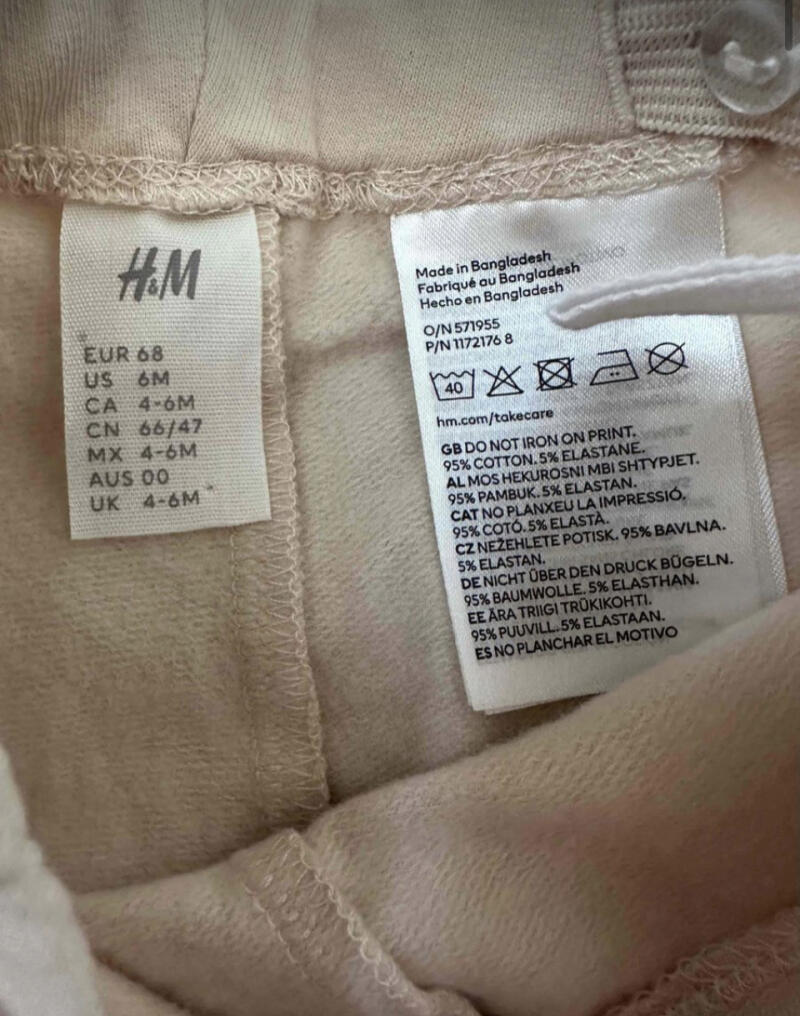 H&M
EUR 68
US 6M
CA 4-6M
CN 66/47
MX 4-6M
AUS 00
UK 4-6M
Made in Bangladesh
Fabriqué au Bangladesh
Hecho en Bangladesh
O/N 571955
P/N 1172176 8
40
hm.com/takecare
GB DO NOT IRON ON PRINT.
95% COTTON. 5% ELASTANE.
AL MOS HEKUROSNI MBI SHTYPJET.
95% PAMBUK. 5% ELASTAN.
CAT NO PLANXEU LA IMPRESSIÓ.
95% COTÓ. 5% ELASTÀ.
CZ NEŽEHLETE POTISK. 95% BAVLNA.
5% ELASTAN.
DE NICHT ÜBER DEN DRUCK BÜGELN.
95% BAUMWOLLE. 5% ELASTHAN.
EE ÄRA TRIIGI TRÜKIKOHTI.
95% PUUVILL. 5% ELASTAAN.
ES NO PLANCHAR EL MOTIVO